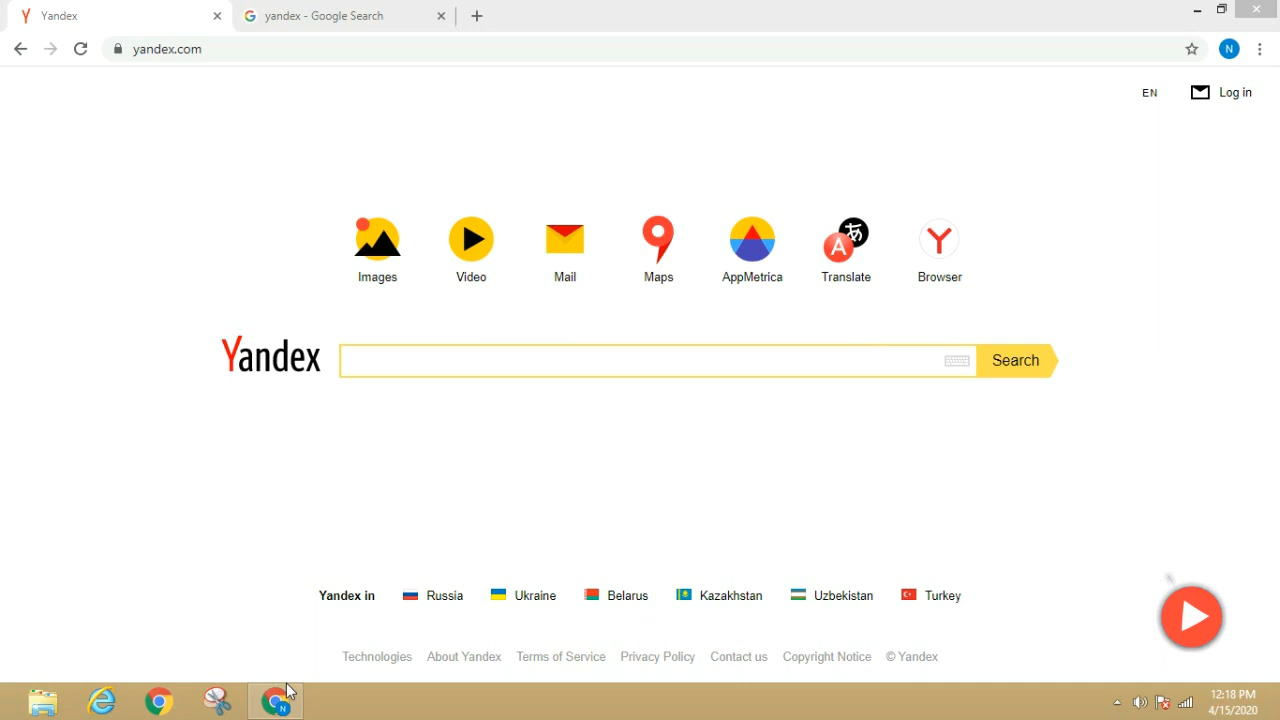 Yandex
yandex - Google Search
yandex.com
N
EN
Log in
Images
Video
Mail
Maps
AppMetrica
A
あ
Translate
Y
Browser
Yandex
Search
Yandex in
Russia
Ukraine
Belarus
Kazakhstan
Uzbekistan
Turkey
Technologies
About Yandex
Terms of Service
Privacy Policy
Contact us
Copyright Notice
© Yandex
N
12:18 PM
4/15/2020